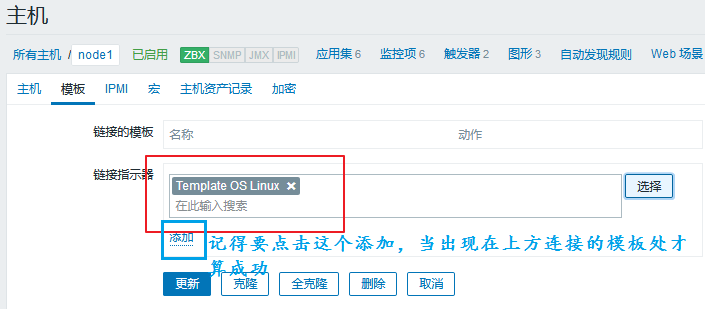 主机
所有主机 / node1 已启用 ZBX SNMP JMX IPMI 应用集 6 监控项 6 触发器 2 图形 3 自动发现规则 Web 场景
主机 模板 IPMI 宏 主机资产记录 加密
链接的模板 名称 动作
链接指示器 Template OS Linux ✕ 选择
在此输入搜索
添加 记得要点击这个添加，当出现在上方连接的模板处才
算成功
更新 克隆 全克隆 删除 取消